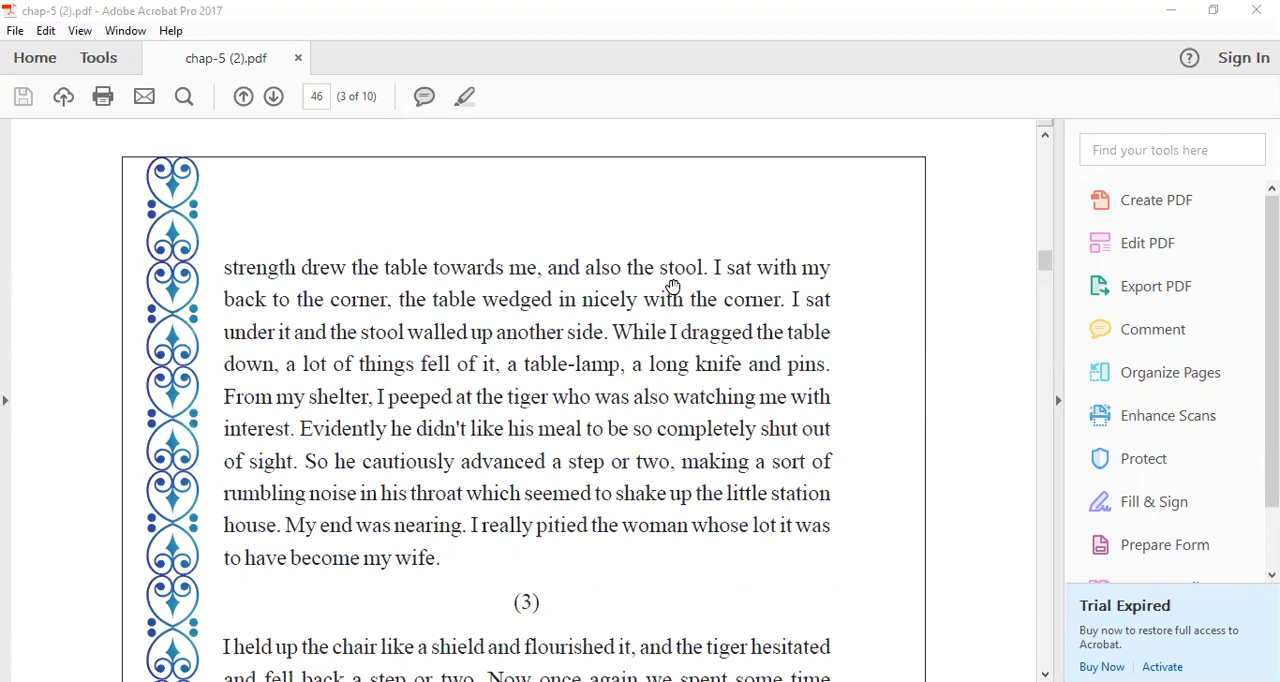 chap-5 (2).pdf - Adobe Acrobat Pro 2017
File Edit View Window Help
Home Tools chap-5 (2).pdf × ? Sign In
46 (3 of 10)
strength drew the table towards me, and also the stool. I sat with my
back to the corner, the table wedged in nicely with the corner. I sat
under it and the stool walled up another side. While I dragged the table
down, a lot of things fell of it, a table-lamp, a long knife and pins.
From my shelter, I peeped at the tiger who was also watching me with
interest. Evidently he didn't like his meal to be so completely shut out
of sight. So he cautiously advanced a step or two, making a sort of
rumbling noise in his throat which seemed to shake up the little station
house. My end was nearing. I really pitied the woman whose lot it was
to have become my wife.
(3)
I held up the chair like a shield and flourished it, and the tiger hesitated
and fell back a step or two. Now once again we spent some time
Find your tools here
Create PDF
Edit PDF
Export PDF
Comment
Organize Pages
Enhance Scans
Protect
Fill & Sign
Prepare Form
Trial Expired
Buy now to restore full access to
Acrobat.
Buy Now Activate